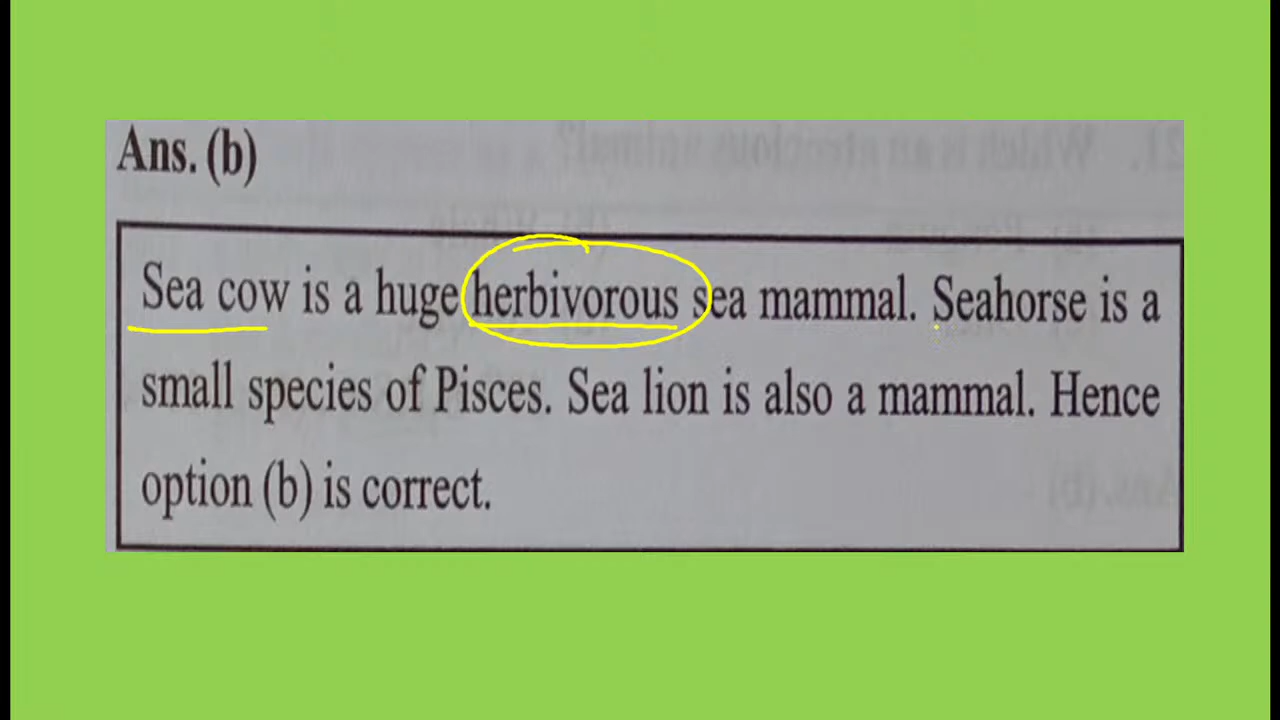 Ans. (b)
Sea cow is a huge herbivorous sea mammal. Seahorse is a
small species of Pisces. Sea lion is also a mammal. Hence
option (b) is correct.